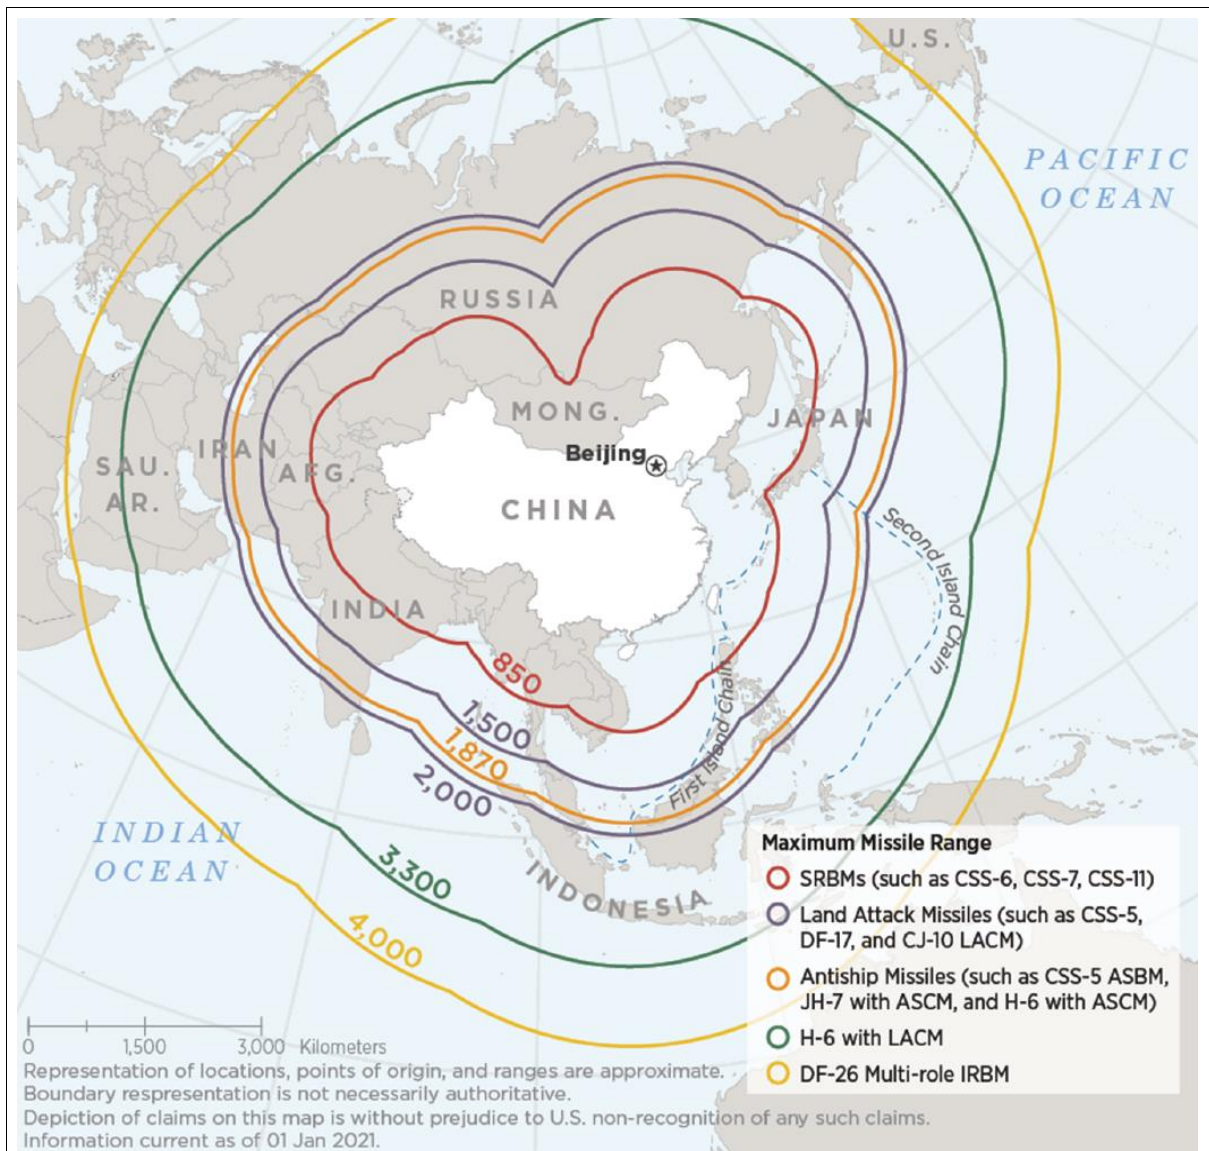 U.S.
PACIFIC
OCEAN
RUSSIA
MONG.
JAPAN
IRAN
Beijing
SAU.
AR.
AFG.
CHINA
Second Island Chain
INDIA
850
1,500
1,870
2,000
First Island Chain
INDIAN
OCEAN
3,300
INDONESIA
4,000
Maximum Missile Range
SRBMs (such as CSS-6, CSS-7, CSS-11)
Land Attack Missiles (such as CSS-5,
DF-17, and CJ-10 LACM)
Antiship Missiles (such as CSS-5 ASBM,
JH-7 with ASCM, and H-6 with ASCM)
H-6 with LACM
DF-26 Multi-role IRBM
0 1,500 3,000 Kilometers
Representation of locations, points of origin, and ranges are approximate.
Boundary respresentation is not necessarily authoritative.
Depiction of claims on this map is without prejudice to U.S. non-recognition of any such claims.
Information current as of 01 Jan 2021.